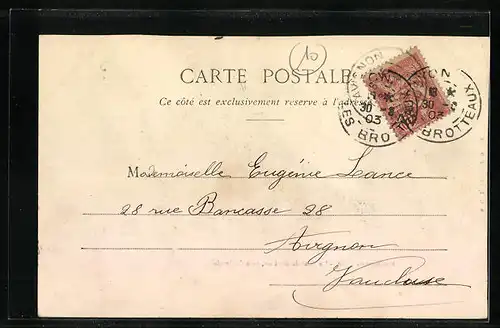 10
CARTE POSTALE
Ce côté est exclusivement réservé à l'adresse
LYON
LES BROTTEAUX
30
03
Mademoiselle Eugénie Lance
28 rue Bancasse 28
Avignon
Vaucluse